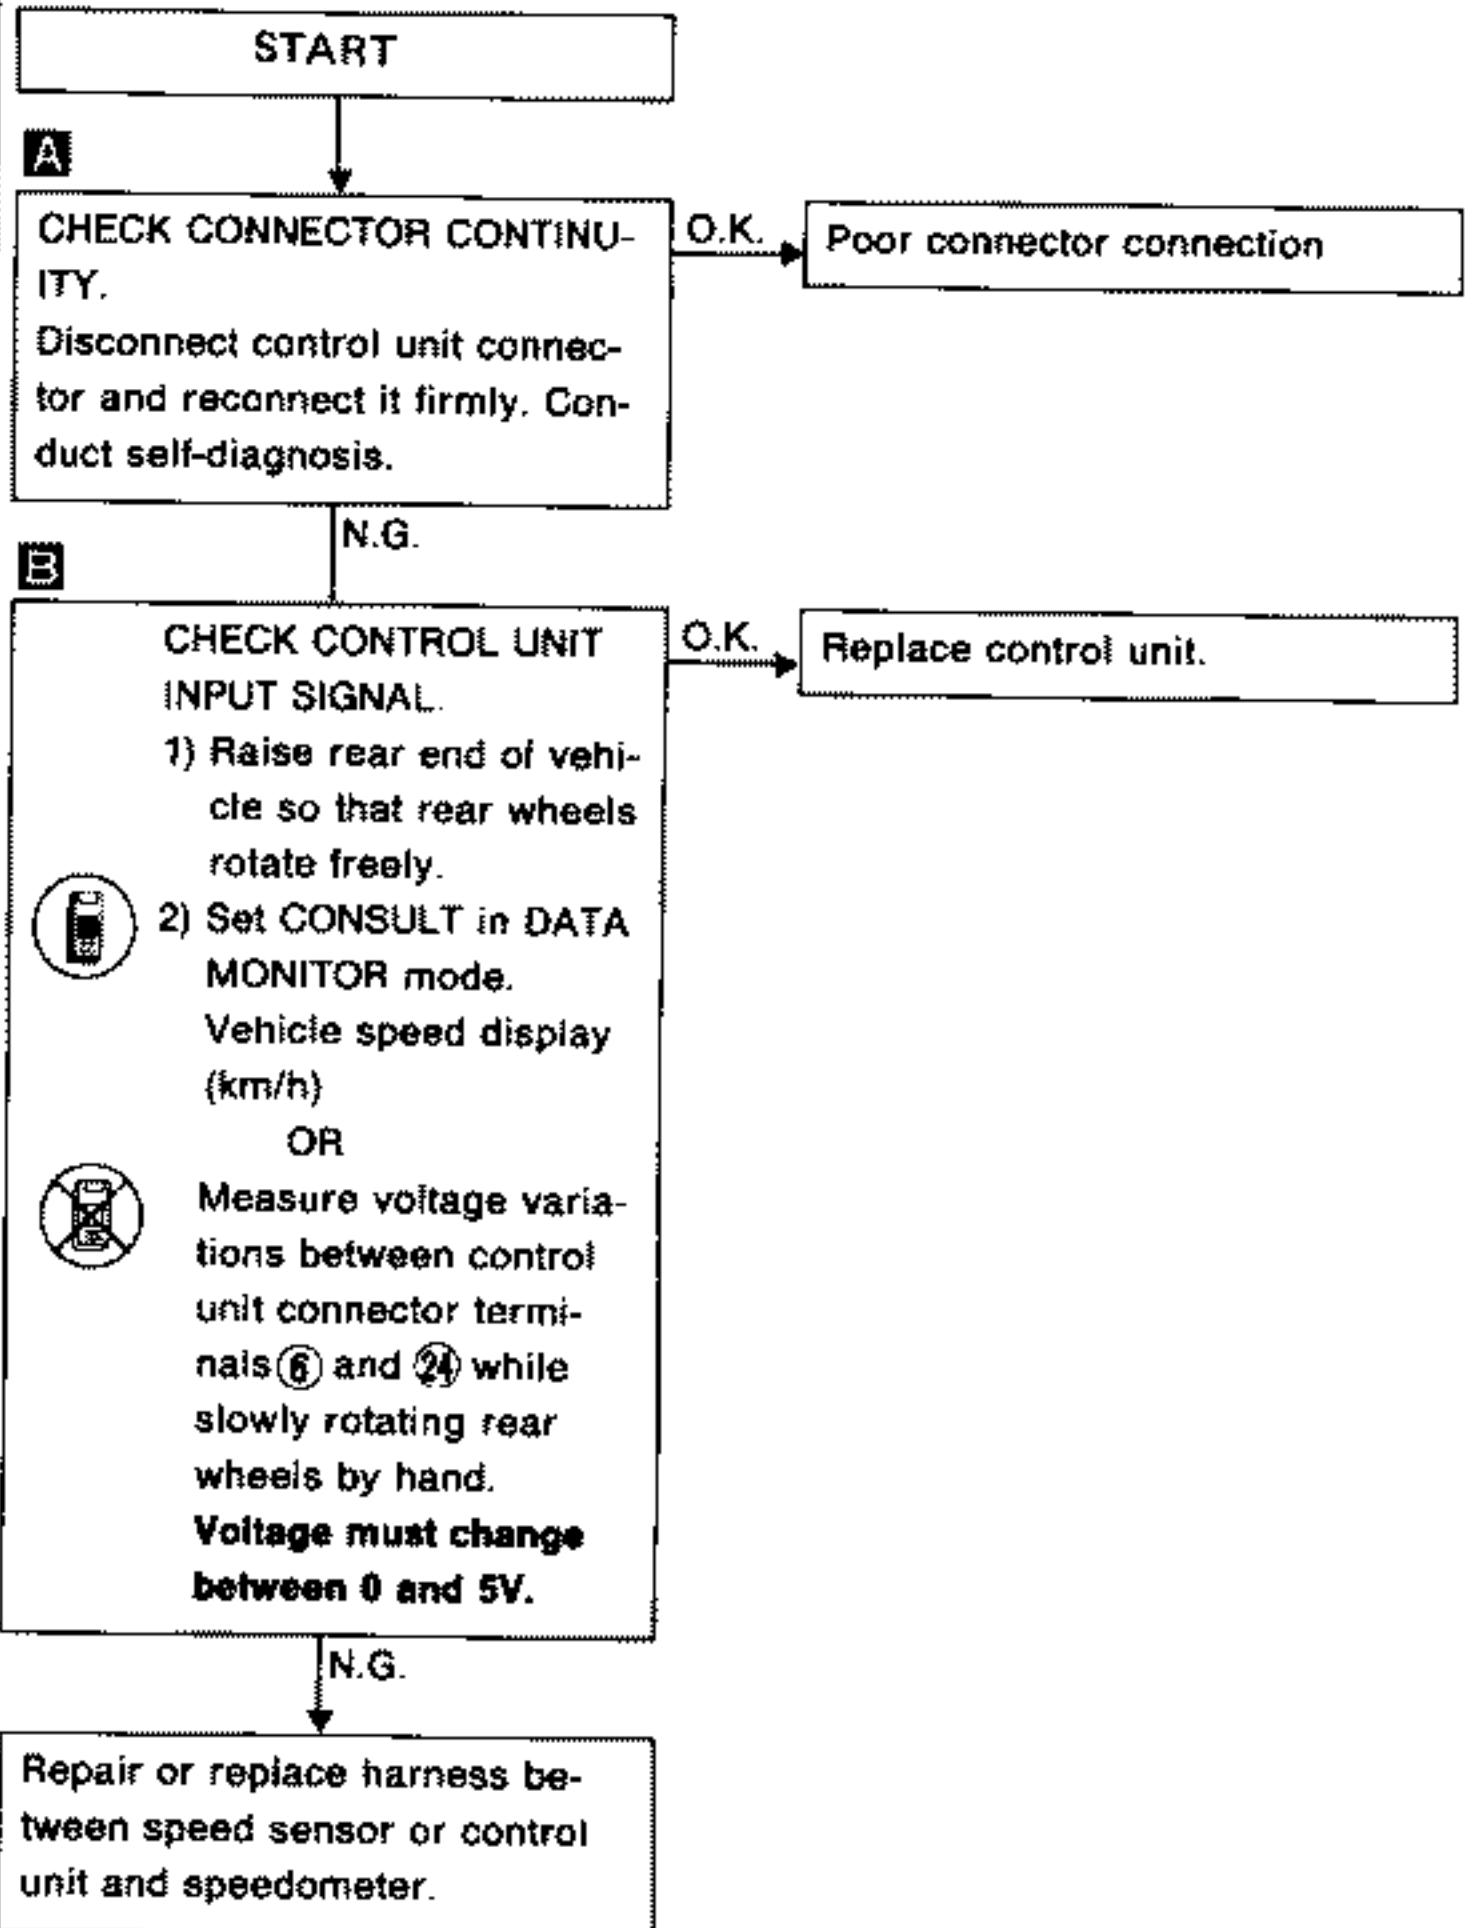 START
A
CHECK CONNECTOR CONTINU-
ITY.
Disconnect control unit connec-
tor and reconnect it firmly. Con-
duct self-diagnosis.
O.K.
Poor connector connection
N.G.
B
CHECK CONTROL UNIT
INPUT SIGNAL.
1) Raise rear end of vehi-
cle so that rear wheels
rotate freely.
2) Set CONSULT in DATA
MONITOR mode.
Vehicle speed display
(km/h)
OR
Measure voltage varia-
tions between control
unit connector termi-
nals ⑥ and ㉔ while
slowly rotating rear
wheels by hand.
Voltage must change
between 0 and 5V.
O.K.
Replace control unit.
N.G.
Repair or replace harness be-
tween speed sensor or control
unit and speedometer.